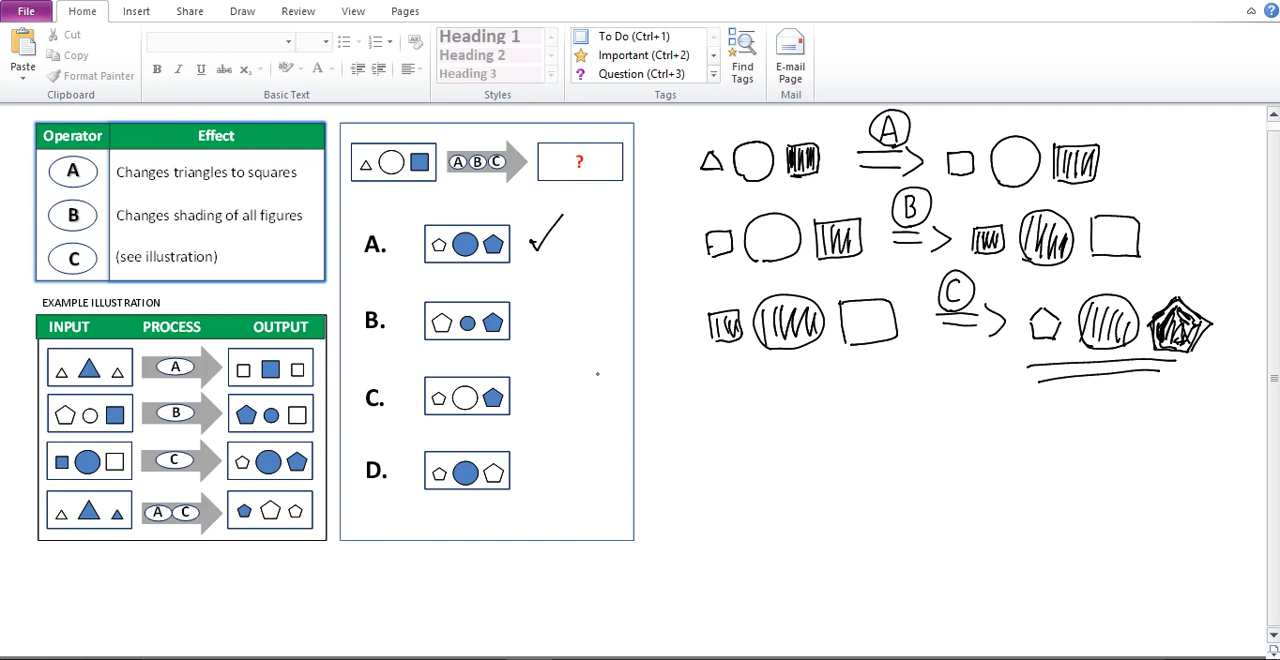 File Home Insert Share Draw Review View Pages
Paste
Cut
Copy
Format Painter
Clipboard
B I U abc X₂ A
Basic Text
Heading 1
Heading 2
Heading 3
Styles
To Do (Ctrl+1)
Important (Ctrl+2)
? Question (Ctrl+3)
Tags
Find Tags
E-mail Page
Mail
Operator Effect
A Changes triangles to squares
B Changes shading of all figures
C (see illustration)
EXAMPLE ILLUSTRATION
INPUT PROCESS OUTPUT
A
B
C
A C
A B C ?
A.
B.
C.
D.
A
B
C